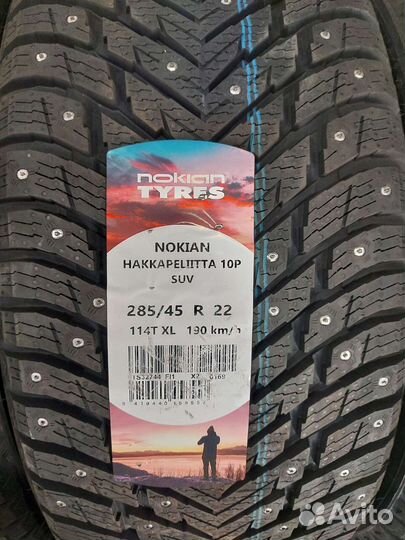 nokian
TYRES
NOKIAN
HAKKAPELIITTA 10P
SUV
285/45 R 22
114T XL 190 km/h
Avito